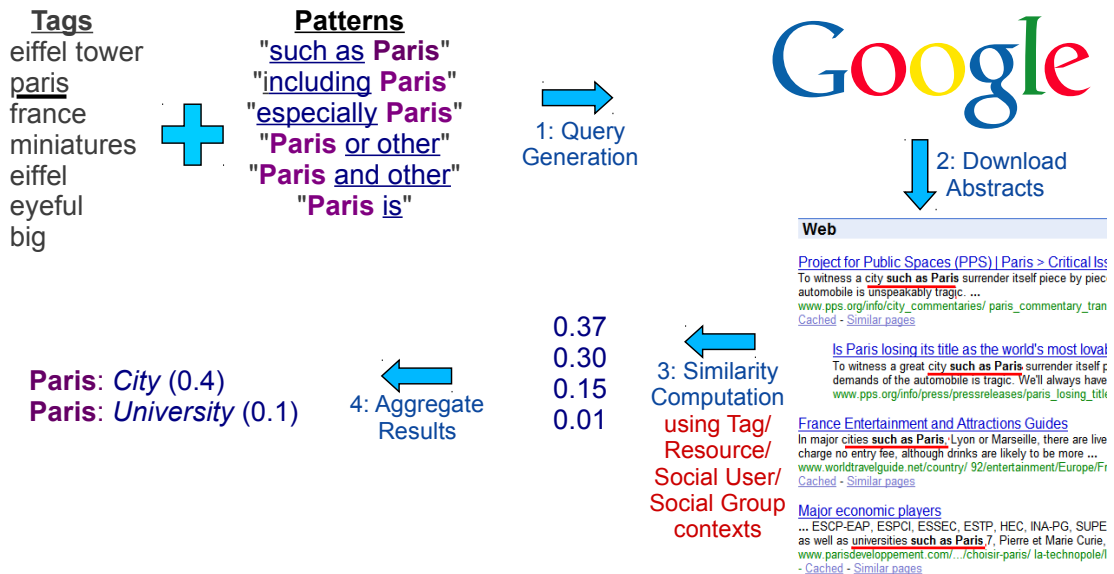 Tags
eiffel tower
paris
france
miniatures
eiffel
eyeful
big
Patterns
"such as Paris"
"including Paris"
"especially Paris"
"Paris or other"
"Paris and other"
"Paris is"
1: Query
Generation
Google
2: Download
Abstracts
Web
Project for Public Spaces (PPS) | Paris > Critical Iss
To witness a city such as Paris surrender itself piece by piec
automobile is unspeakably tragic. ...
www.pps.org/info/city_commentaries/ paris_commentary_tran
Cached - Similar pages
Is Paris losing its title as the world's most lovab
To witness a great city such as Paris surrender itself p
demands of the automobile is tragic. We'll always have
www.pps.org/info/press/pressreleases/paris_losing_title
France Entertainment and Attractions Guides
In major cities such as Paris, Lyon or Marseille, there are live
charge no entry fee, although drinks are likely to be more ...
www.worldtravelguide.net/country/ 92/entertainment/Europe/Fr
Cached - Similar pages
Major economic players
... ESCP-EAP, ESPCI, ESSEC, ESTP, HEC, INA-PG, SUPE
as well as universities such as Paris 7, Pierre et Marie Curie,
www.parisdeveloppement.com/.../choisir-paris/ la-technopole/l
- Cached - Similar pages
3: Similarity
Computation
using Tag/
Resource/
Social User/
Social Group
contexts
0.37
0.30
0.15
0.01
4: Aggregate
Results
Paris: City (0.4)
Paris: University (0.1)